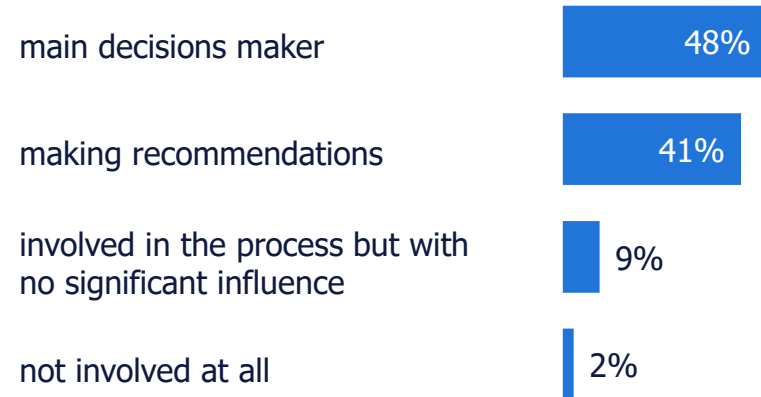 main decisions maker
48%
making recommendations
41%
involved in the process but with
no significant influence
9%
not involved at all
2%